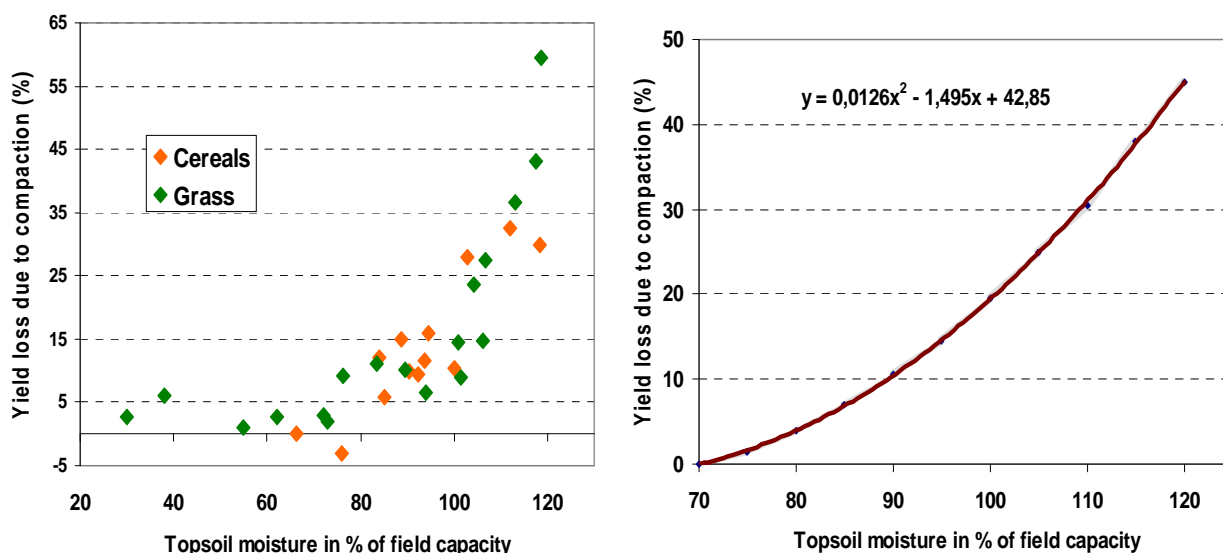 Yield loss due to compaction (%)
65
55
45
35
25
15
5
-5
Cereals
Grass
20 40 60 80 100 120
Topsoil moisture in % of field capacity
Yield loss due to compaction (%)
50
40
30
20
10
0
y = 0,0126x² - 1,495x + 42,85
70 80 90 100 110 120
Topsoil moisture in % of field capacity